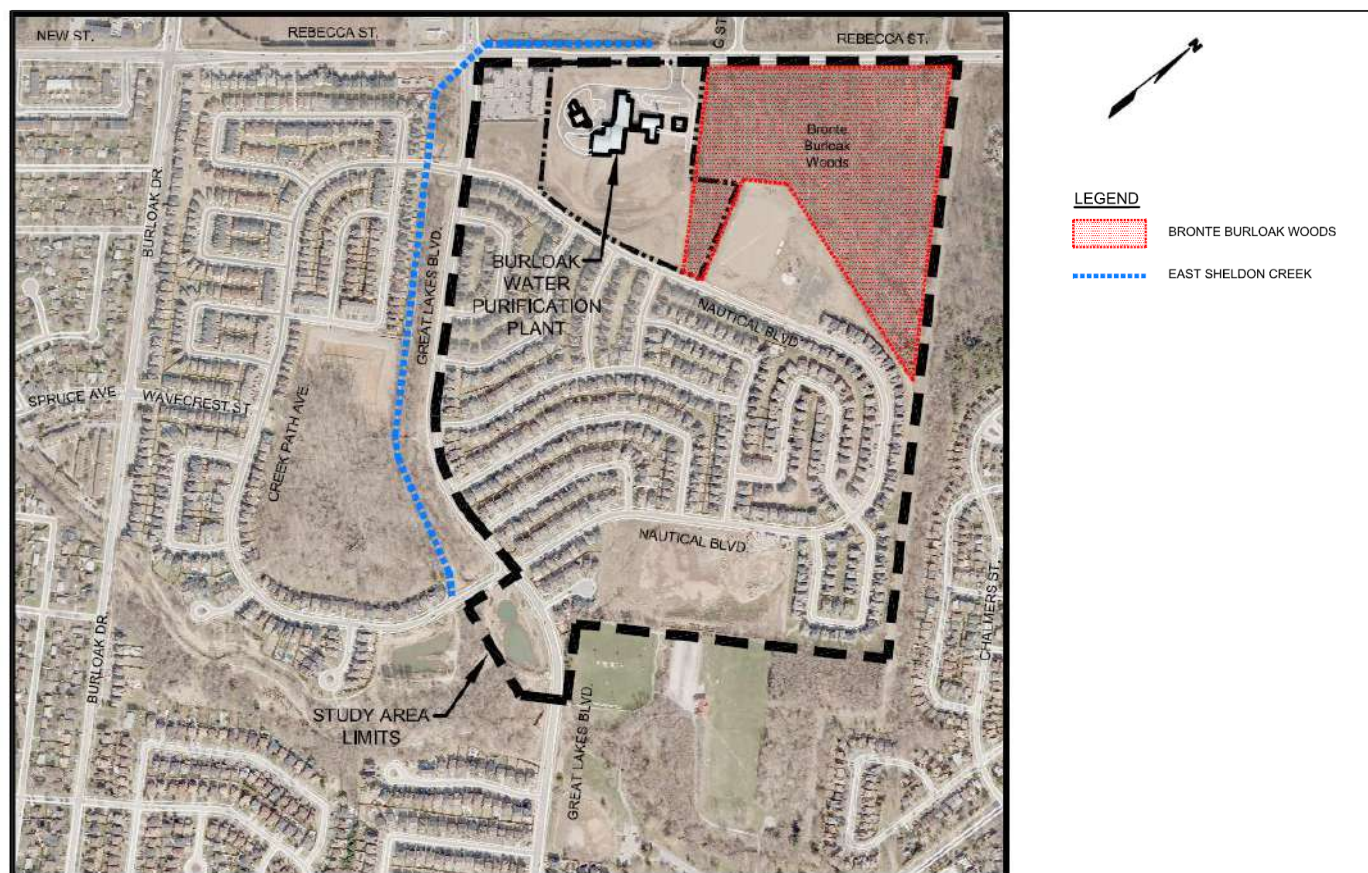 NEW ST.
REBECCA ST.
G ST
REBECCA ST.
N
Bronte
Burloak
Woods
LEGEND
BRONTE BURLOAK WOODS
EAST SHELDON CREEK
BURLOAK DR.
GREAT LAKES BLVD.
BURLOAK
WATER
PURIFICATION
PLANT
NAUTICAL BLVD.
SPRUCE AVE
WAVECREST ST.
CREEK PATH AVE.
NAUTICAL BLVD.
CHALMERS ST.
BURLOAK DR.
STUDY AREA
LIMITS
GREAT LAKES BLVD.